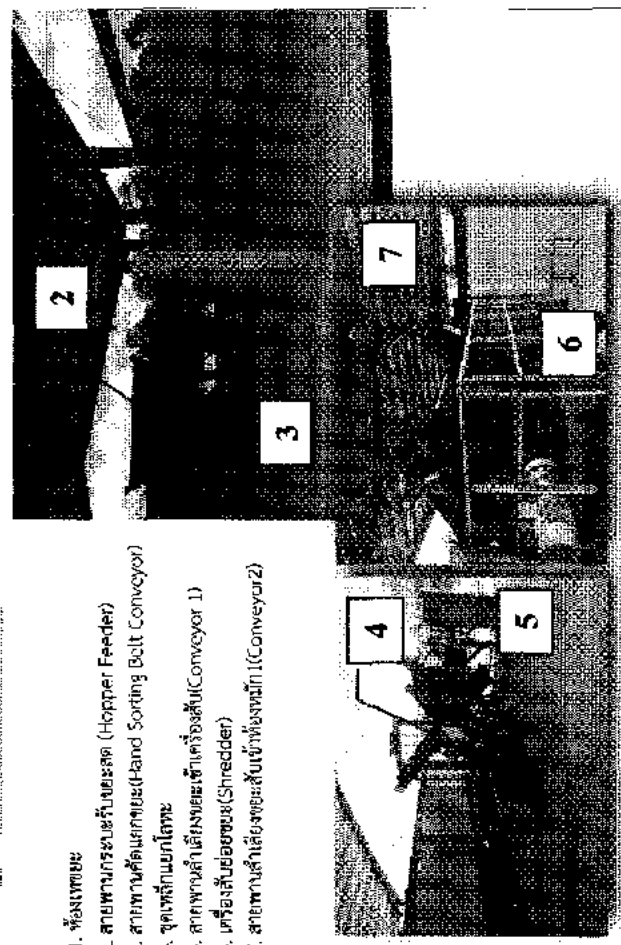 1. ห้องเทขยะ
. สายพานกระบะรับขยะสด (Hopper Feeder)
. สายพานคัดแยกขยะ(Hand Sorting Belt Conveyor)
. ชุดเหล็กแยกโลหะ
. สายพานลำเลียงขยะเข้าเครื่องสับ(Conveyor 1)
. เครื่องสับย่อยขยะ(Shredder)
. สายพานลำเลียงขยะสับเข้าห้องหมัก1(Conveyor2)
2
3
4
5
7
6